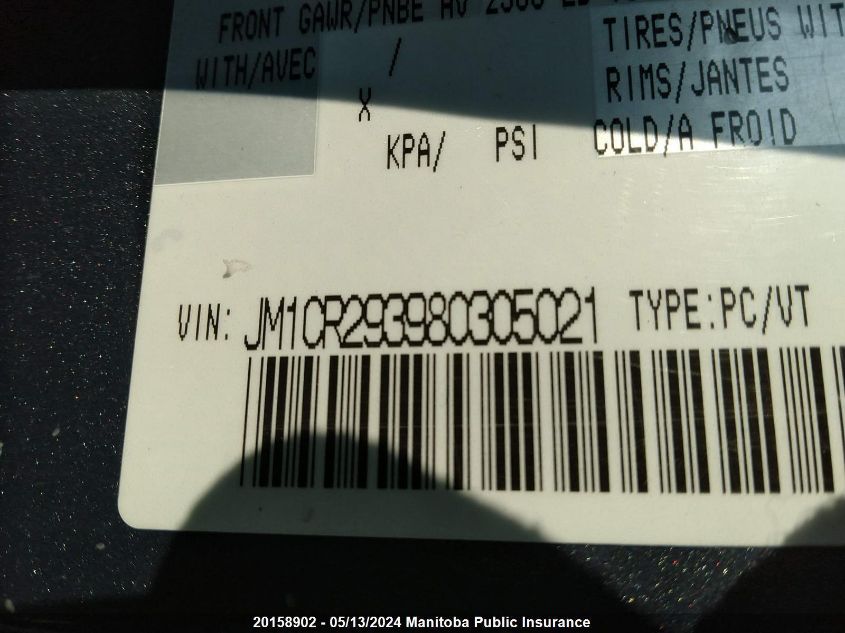 FRONT GAWR/PNBE AV
WITH/AVEC /
X
KPA/ PSI
TIRES/PNEUS WIT
RIMS/JANTES
COLD/A FROID
VIN: JM1CR293980305021 TYPE:PC/VT
20158902 - 05/13/2024 Manitoba Public Insurance